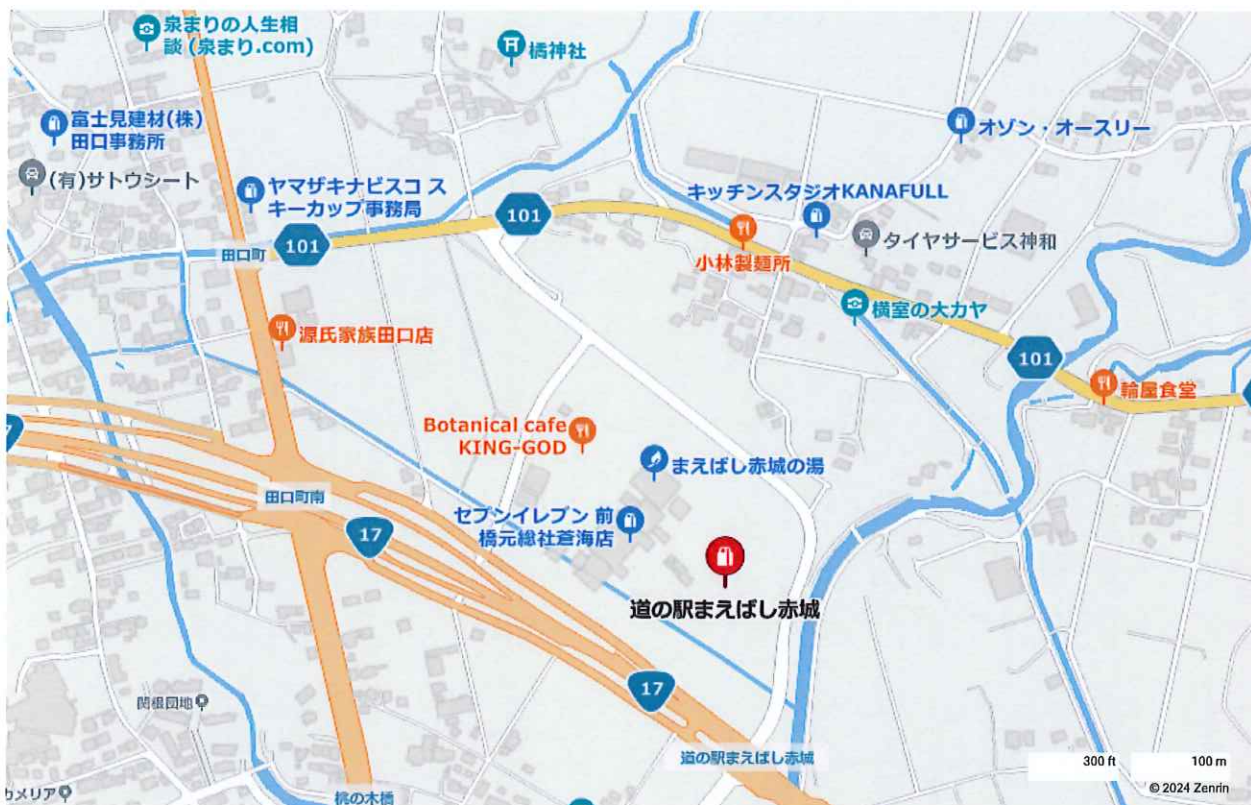 泉まりの人生相
談 (泉まり.com)
橘神社
富士見建材(株)
田口事務所
オゾン・オースリー
(有)サトウシート
ヤマザキナビスコ ス
キーカップ事務局
キッチンスタジオKANAFULL
101
101
田口町
小林製麺所
タイヤサービス神和
横室の大カヤ
源氏家族田口店
101
輪屋食堂
Botanical cafe
KING-GOD
まえばし赤城の湯
7
田口町南
セブンイレブン 前
橋元総社蒼海店
17
道の駅まえばし赤城
17
関根団地
道の駅まえばし赤城
300 ft
100 m
カメリア
桃の木橋
© 2024 Zenrin